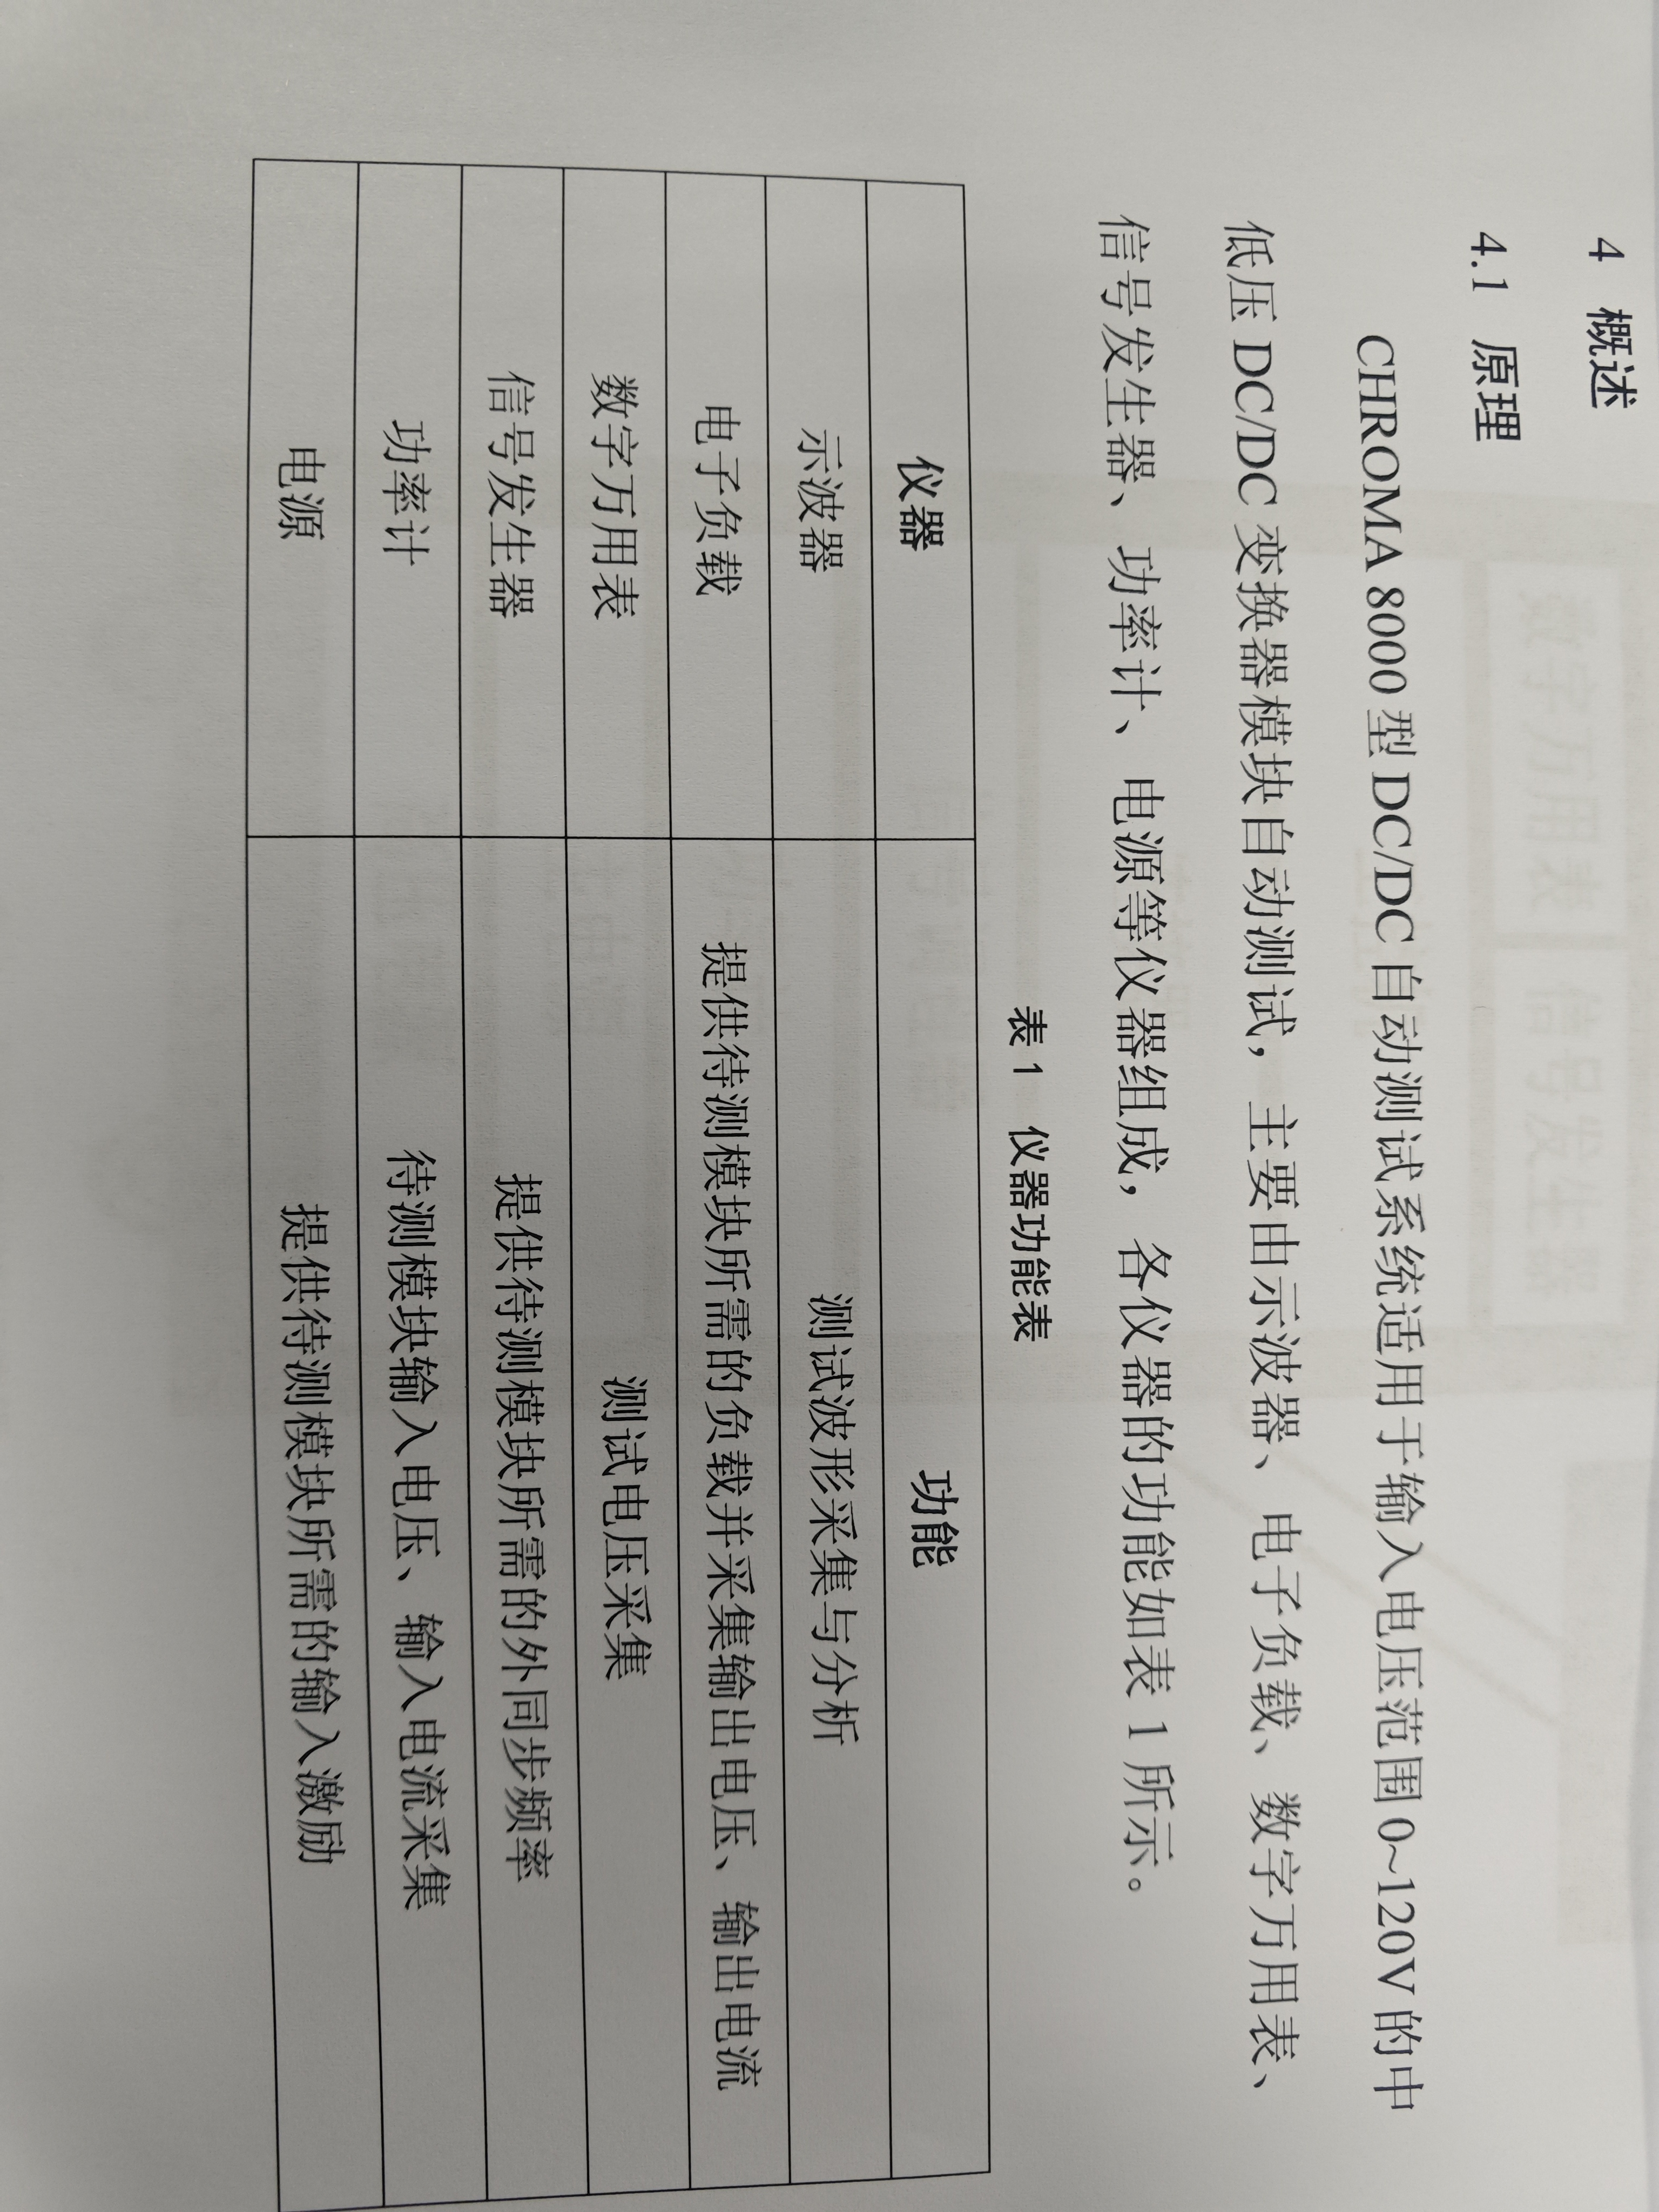 4 概述
4.1 原理
CHROMA 8000 型 DC/DC 自动测试系统适用于输入电压范围 0~120V 的中
低压 DC/DC 变换器模块自动测试，主要由示波器、电子负载、数字万用表、
信号发生器、功率计、电源等仪器组成，各仪器的功能如表 1 所示。
表 1 仪器功能表
仪器 功能
示波器 测试波形采集与分析
电子负载 提供待测模块所需的负载并采集输出电压、输出电流
数字万用表 测试电压采集
信号发生器 提供待测模块所需的外同步频率
功率计 待测模块输入电压、输入电流采集
电源 提供待测模块所需的输入激励